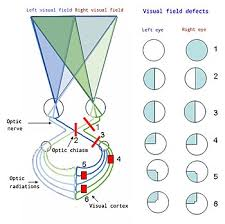 Left visual field Right visual field
Visual field defects
Left eye Right eye
1
2
3
4
5
6
Optic nerve
2
3
Optic chiasm
4
5
Optic radiations
6
Visual cortex